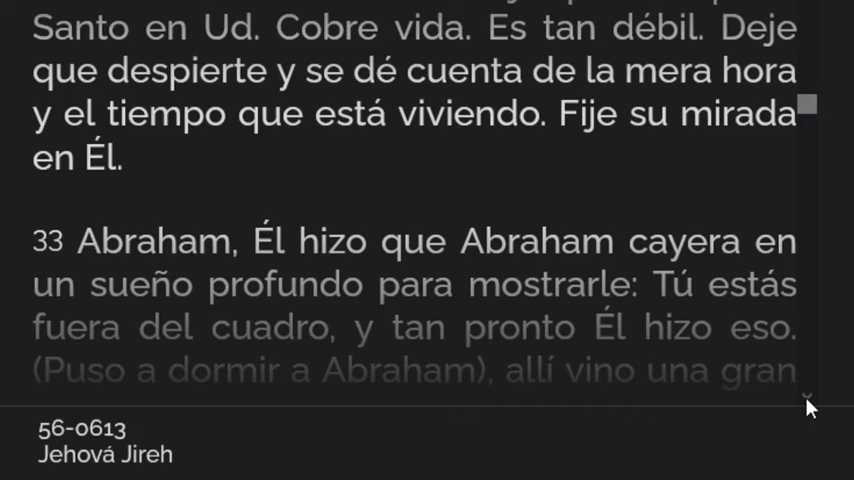 Santo en Ud. Cobre vida. Es tan débil. Deje
que despierte y se dé cuenta de la mera hora
y el tiempo que está viviendo. Fije su mirada
en Él.
33 Abraham, Él hizo que Abraham cayera en
un sueño profundo para mostrarle: Tú estás
fuera del cuadro, y tan pronto Él hizo eso.
(Puso a dormir a Abraham), allí vino una gran
56-0613
Jehová Jireh